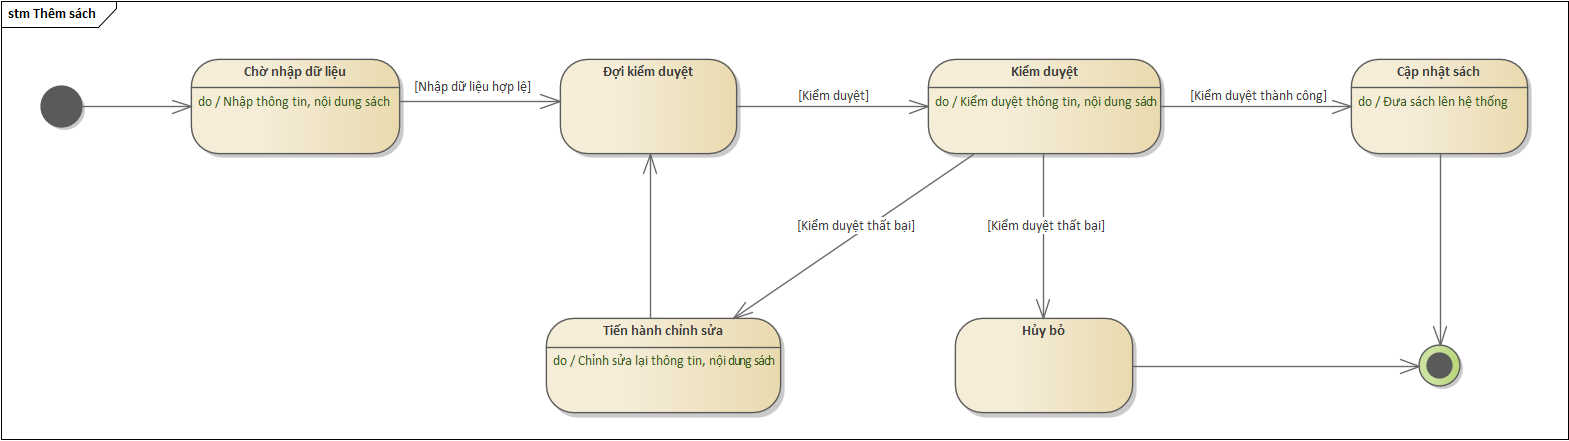 stm Thêm sách
Chờ nhập dữ liệu
do / Nhập thông tin, nội dung sách
[Nhập dữ liệu hợp lệ]
Đợi kiểm duyệt
[Kiểm duyệt]
Kiểm duyệt
do / Kiểm duyệt thông tin, nội dung sách
[Kiểm duyệt thành công]
Cập nhật sách
do / Đưa sách lên hệ thống
[Kiểm duyệt thất bại]
[Kiểm duyệt thất bại]
Tiến hành chỉnh sửa
do / Chỉnh sửa lại thông tin, nội dung sách
Hủy bỏ